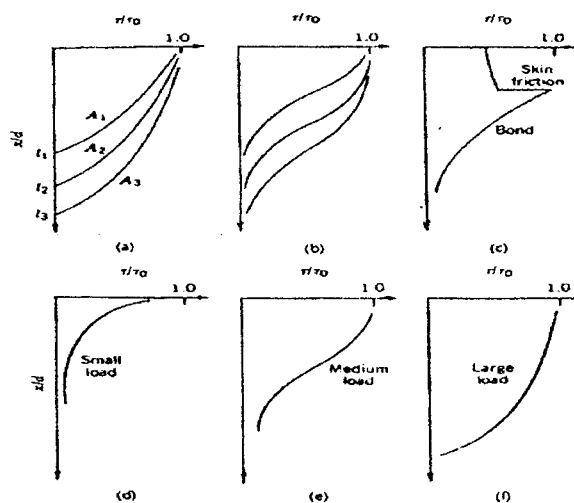 τ/τ₀
1.0
x/d
l₁
l₂
l₃
A₁
A₂
A₃
(a)
τ/τ₀
1.0
(b)
τ/τ₀
1.0
Skin
friction
Bond
(c)
τ/τ₀
1.0
x/d
Small
load
(d)
τ/τ₀
1.0
Medium
load
(e)
τ/τ₀
1.0
Large
load
(f)